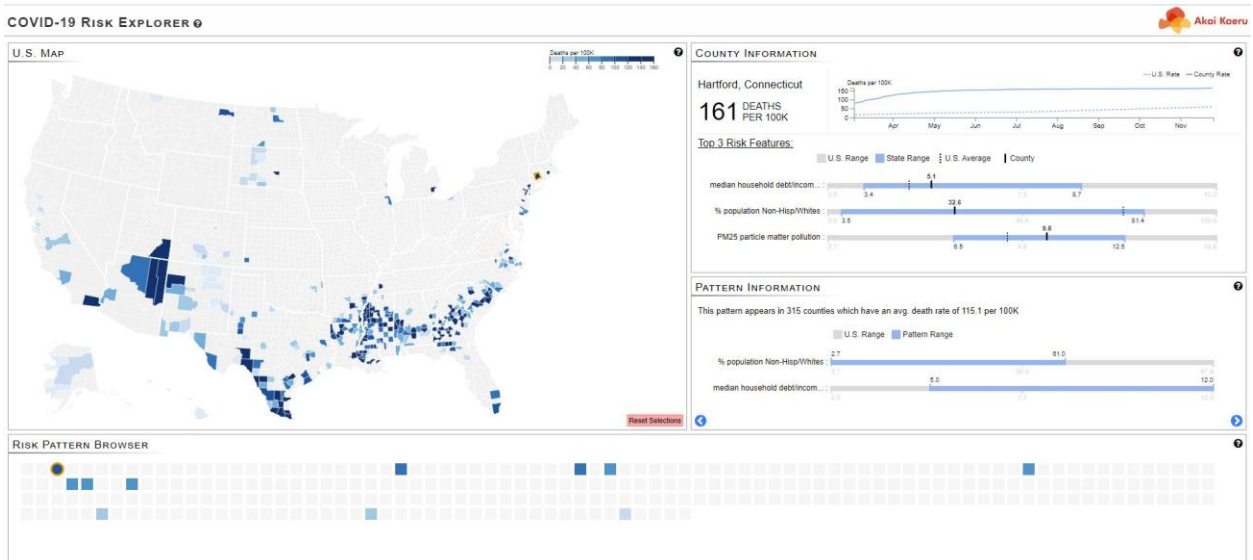 COVID-19 RISK EXPLORER ?
Akai Kaeru
U.S. MAP
?
Deaths per 100K
0 20 40 60 80 100 120 140 160
Reset Selections
COUNTY INFORMATION
?
Hartford, Connecticut
161 DEATHS PER 100K
U.S. Rate County Rate
Deaths per 100K
150
100
50
0
Apr May Jun Jul Aug Sep Oct Nov
Top 3 Risk Features:
U.S. Range State Range U.S. Average County
5.1
median household debt/incom... :
3.4 8.7
32.6
% population Non-Hisp/Whites :
3.5 81.4
9.8
PM25 particle matter pollution :
6.5 12.5
PATTERN INFORMATION
?
This pattern appears in 315 counties which have an avg. death rate of 115.1 per 100K
U.S. Range Pattern Range
2.7 61.0
% population Non-Hisp/Whites :
5.0 12.0
median household debt/incom... :
RISK PATTERN BROWSER
?